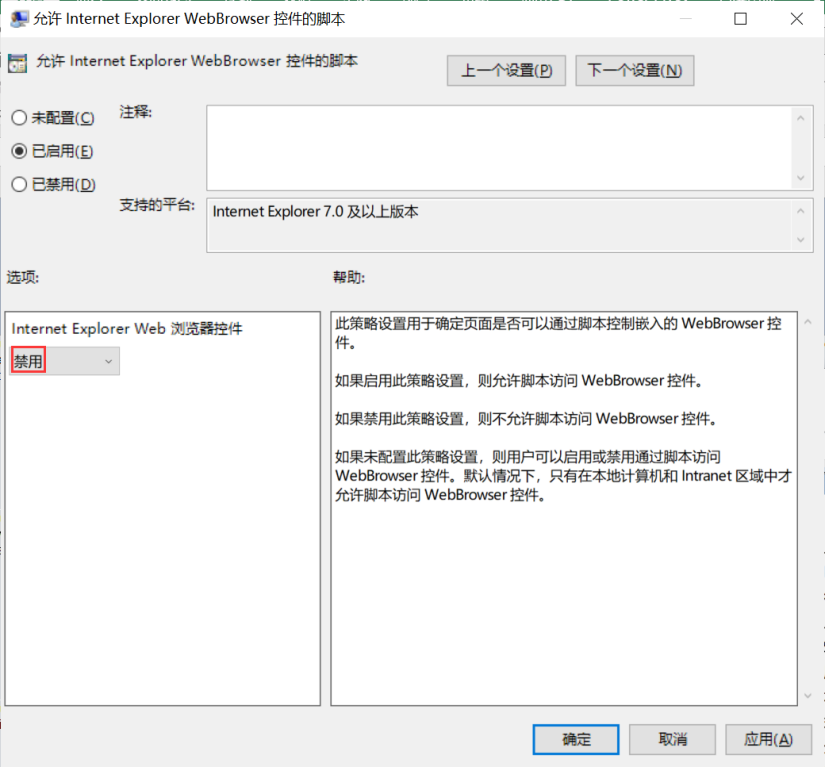 允许 Internet Explorer WebBrowser 控件的脚本
允许 Internet Explorer WebBrowser 控件的脚本
上一个设置(P)
下一个设置(N)
未配置(C)
注释:
已启用(E)
已禁用(D)
支持的平台:
Internet Explorer 7.0 及以上版本
选项:
帮助:
Internet Explorer Web 浏览器控件
禁用
此策略设置用于确定页面是否可以通过脚本控制嵌入的 WebBrowser 控
件。
如果启用此策略设置，则允许脚本访问 WebBrowser 控件。
如果禁用此策略设置，则不允许脚本访问 WebBrowser 控件。
如果未配置此策略设置，则用户可以启用或禁用通过脚本访问
WebBrowser 控件。默认情况下，只有在本地计算机和 Intranet 区域中才
允许脚本访问 WebBrowser 控件。
确定
取消
应用(A)